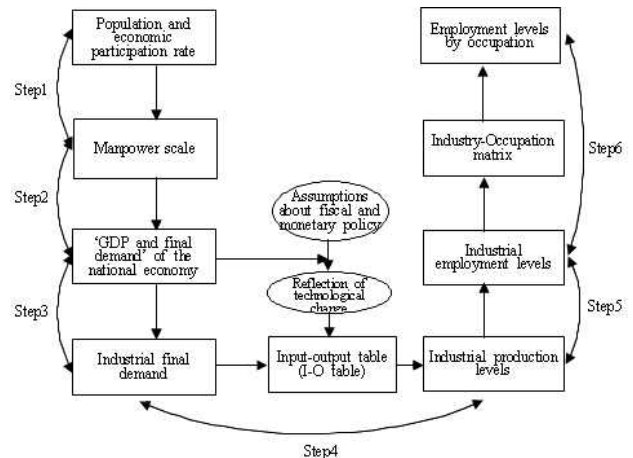 Population and
economic
participation rate
Step1
Manpower scale
Step2
'GDP and final
demand' of the
national economy
Step3
Industrial final
demand
Assumptions
about fiscal and
monetary policy
Reflection of
technological
change
Input-output table
(I-O table)
Step4
Employment levels
by occupation
Industry-Occupation
matrix
Step6
Industrial
employment levels
Step5
Industrial production
levels